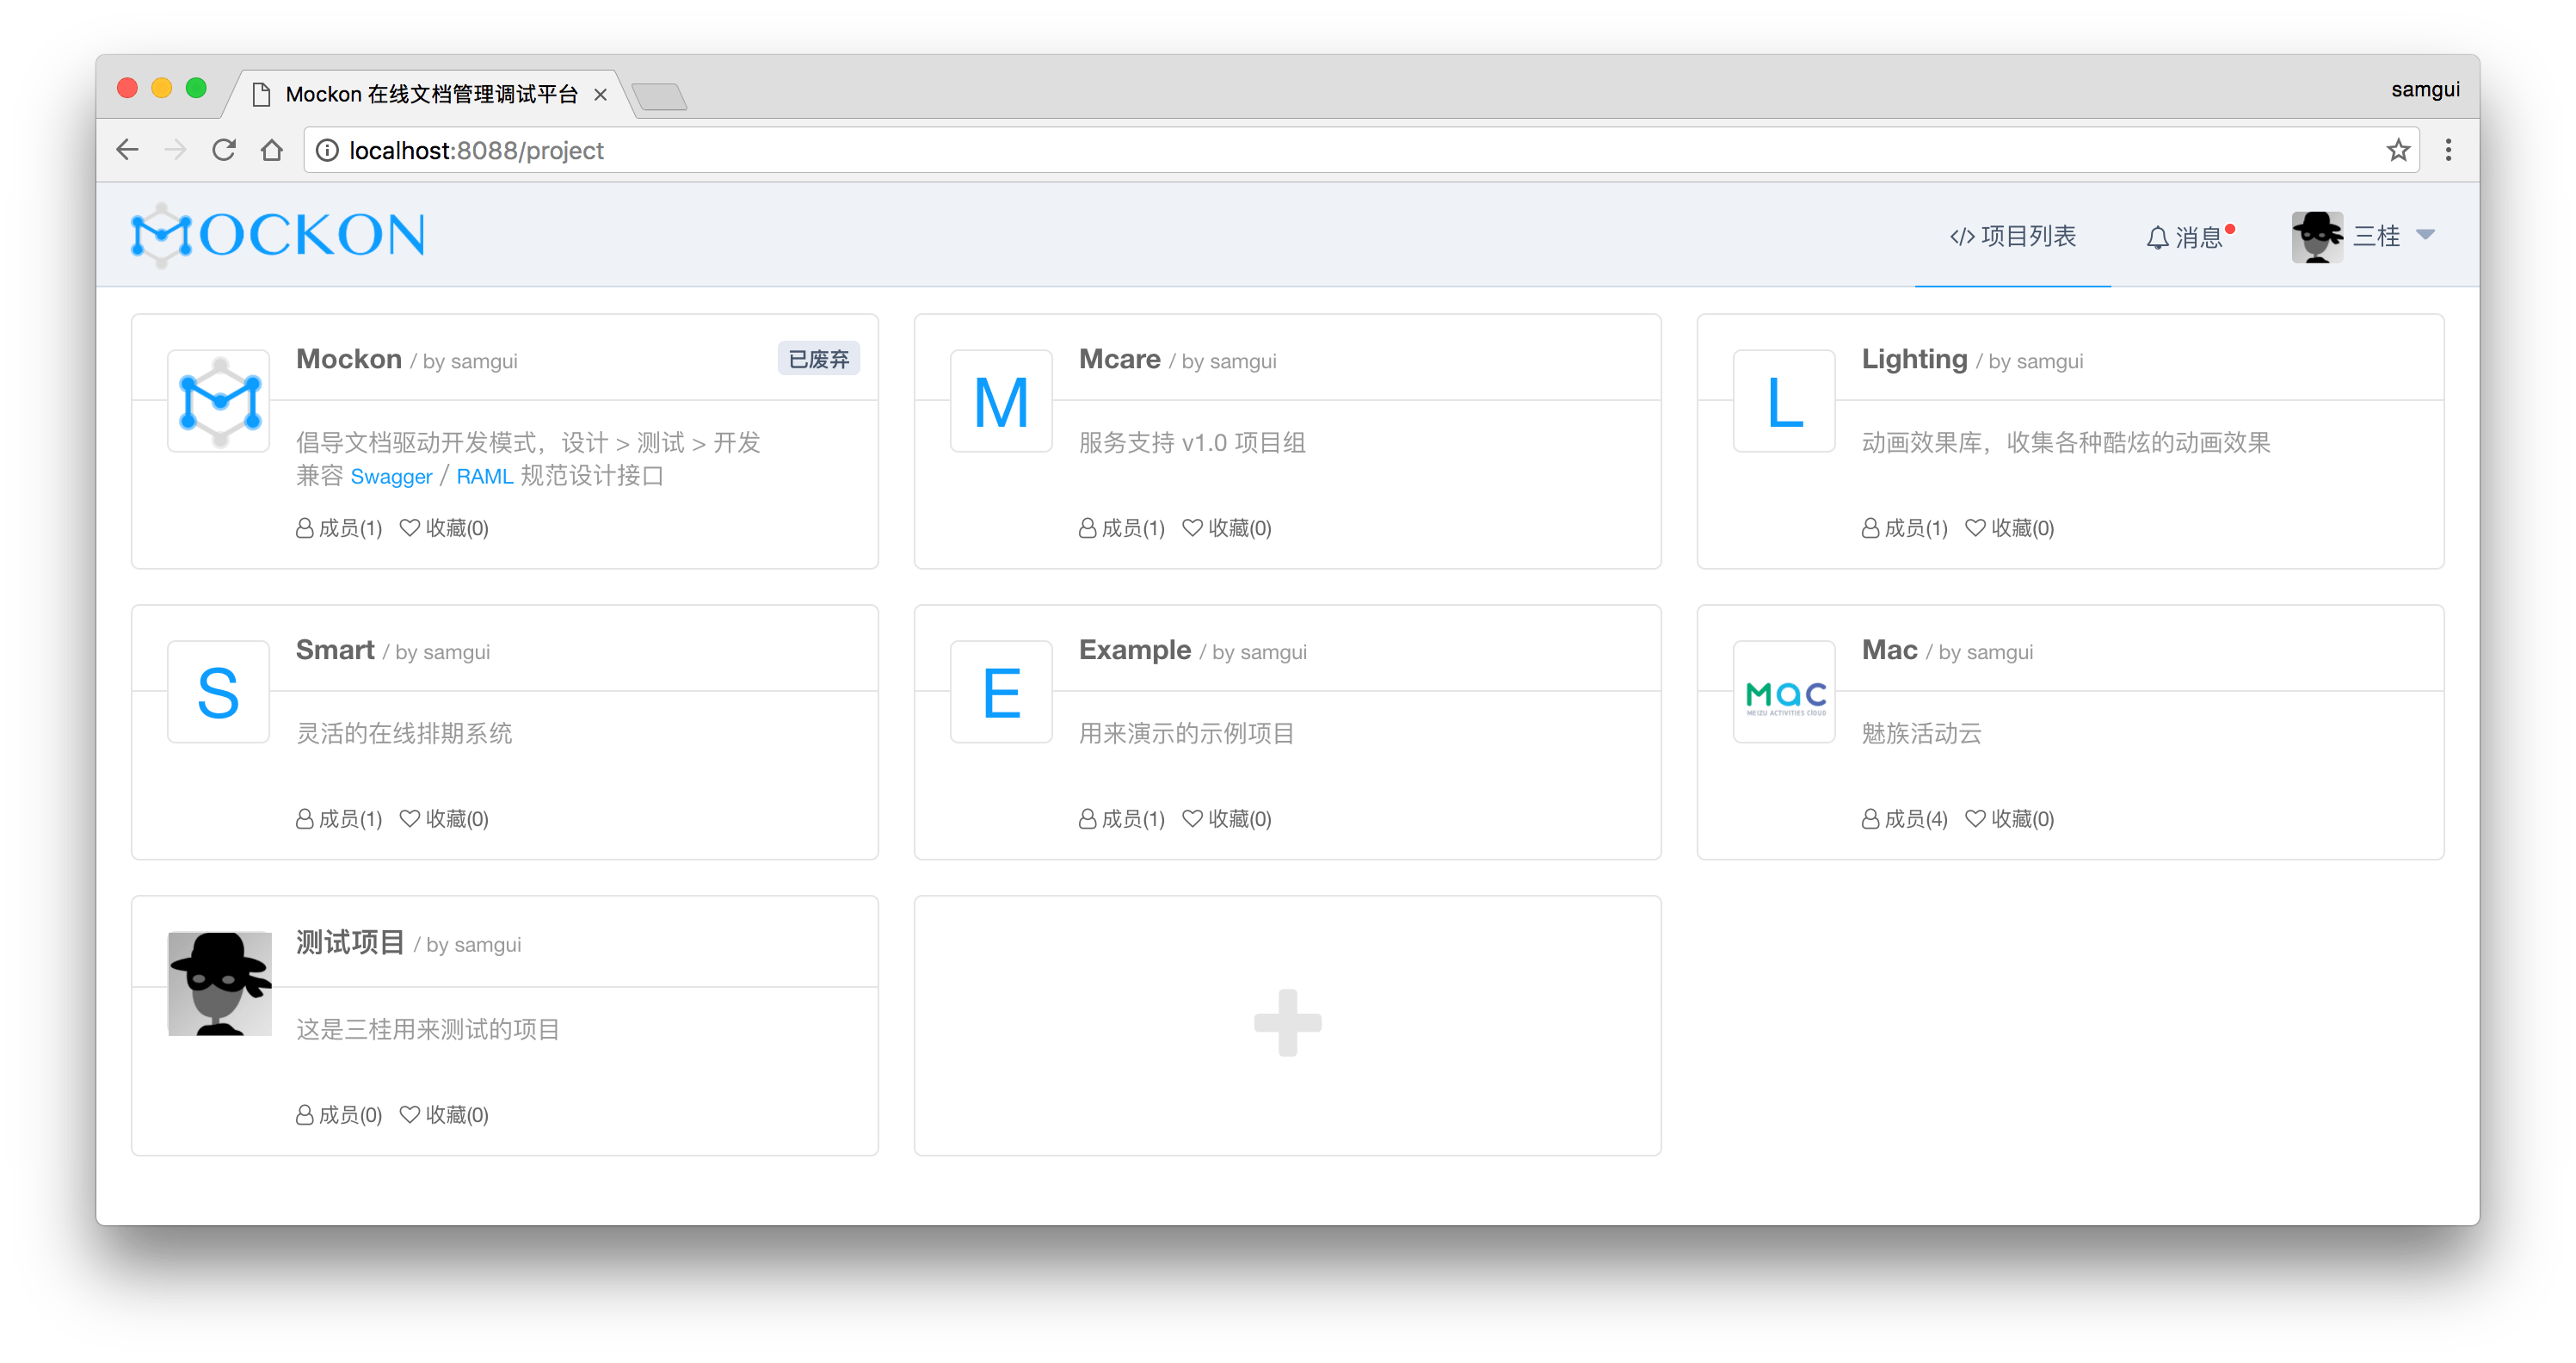 Mockon 在线文档管理调试平台
samgui
localhost:8088/project
MOCKON
</> 项目列表
消息
三桂
Mockon / by samgui
已废弃
倡导文档驱动开发模式，设计 > 测试 > 开发
兼容 Swagger / RAML 规范设计接口
成员(1) 收藏(0)
M
Mcare / by samgui
服务支持 v1.0 项目组
成员(1) 收藏(0)
L
Lighting / by samgui
动画效果库，收集各种酷炫的动画效果
成员(1) 收藏(0)
S
Smart / by samgui
灵活的在线排期系统
成员(1) 收藏(0)
E
Example / by samgui
用来演示的示例项目
成员(1) 收藏(0)
MaC
MEIZU ACTIVITIES ClOUD
Mac / by samgui
魅族活动云
成员(4) 收藏(0)
测试项目 / by samgui
这是三桂用来测试的项目
成员(0) 收藏(0)